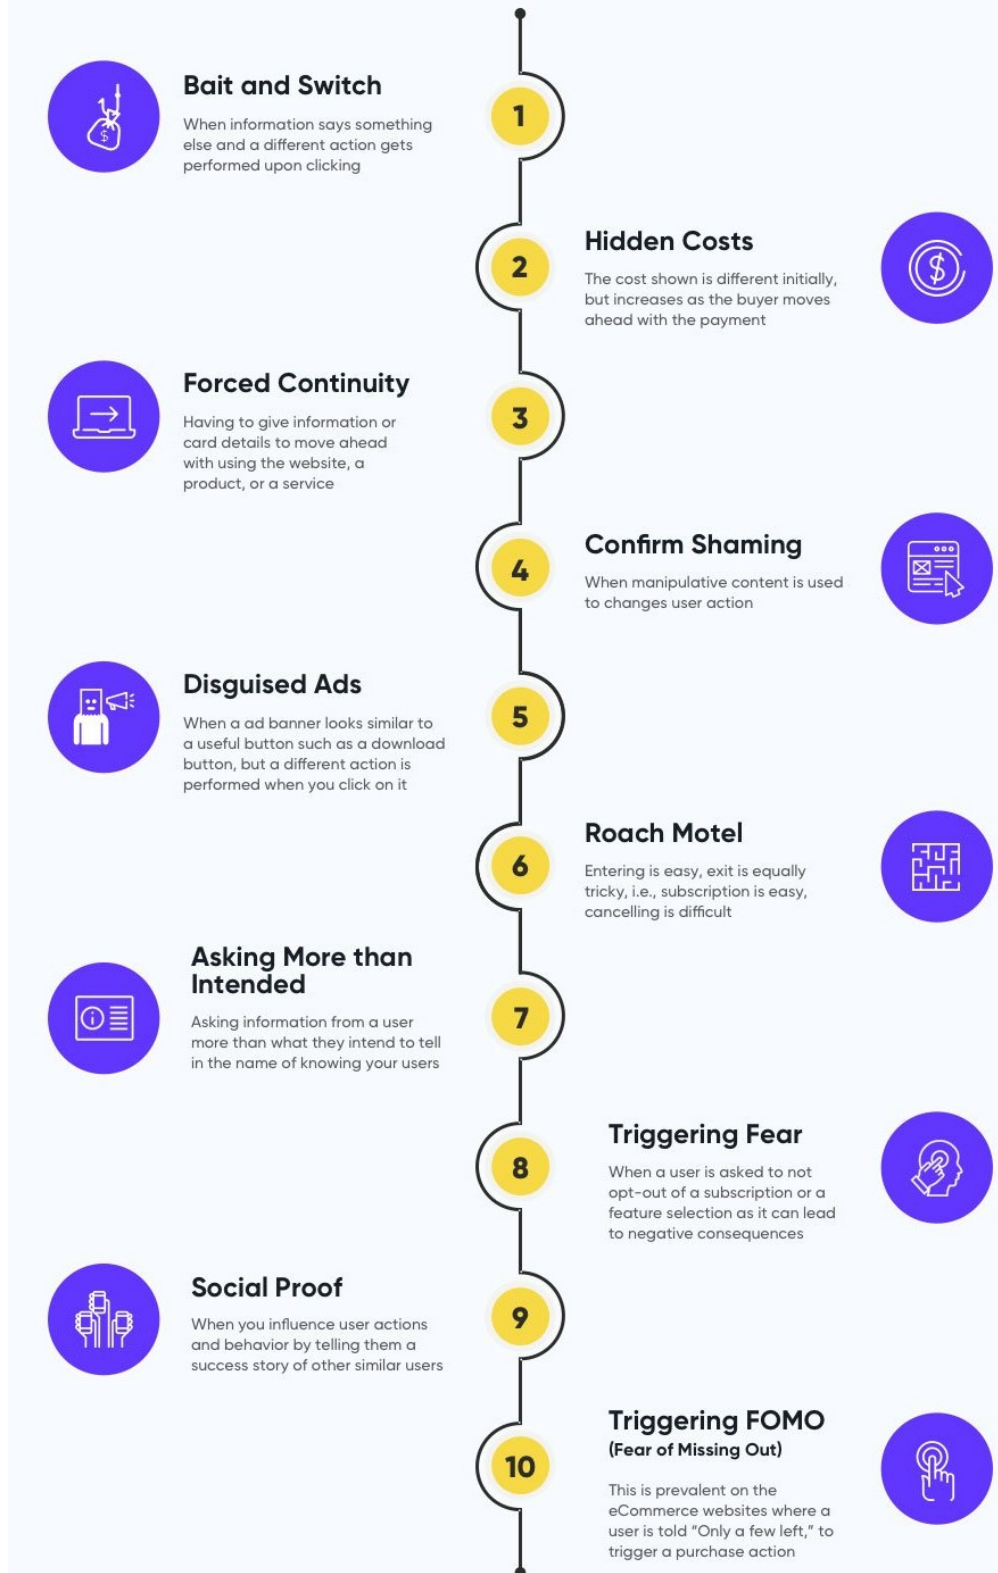 1
Bait and Switch
When information says something
else and a different action gets
performed upon clicking
2
Hidden Costs
The cost shown is different initially,
but increases as the buyer moves
ahead with the payment
3
Forced Continuity
Having to give information or
card details to move ahead
with using the website, a
product, or a service
4
Confirm Shaming
When manipulative content is used
to changes user action
5
Disguised Ads
When a ad banner looks similar to
a useful button such as a download
button, but a different action is
performed when you click on it
6
Roach Motel
Entering is easy, exit is equally
tricky, i.e., subscription is easy,
cancelling is difficult
7
Asking More than
Intended
Asking information from a user
more than what they intend to tell
in the name of knowing your users
8
Triggering Fear
When a user is asked to not
opt-out of a subscription or a
feature selection as it can lead
to negative consequences
9
Social Proof
When you influence user actions
and behavior by telling them a
success story of other similar users
10
Triggering FOMO
(Fear of Missing Out)
This is prevalent on the
eCommerce websites where a
user is told “Only a few left,” to
trigger a purchase action